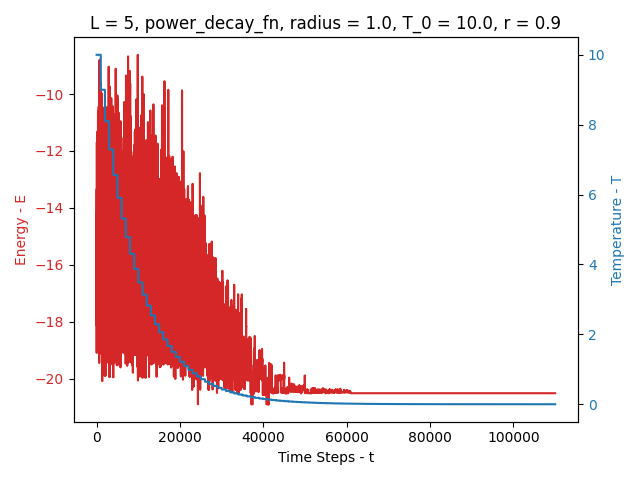 L = 5, power_decay_fn, radius = 1.0, T_0 = 10.0, r = 0.9
Energy - E
−10
−12
−14
−16
−18
−20
10
8
6
4
2
0
Temperature - T
0 20000 40000 60000 80000 100000
Time Steps - t